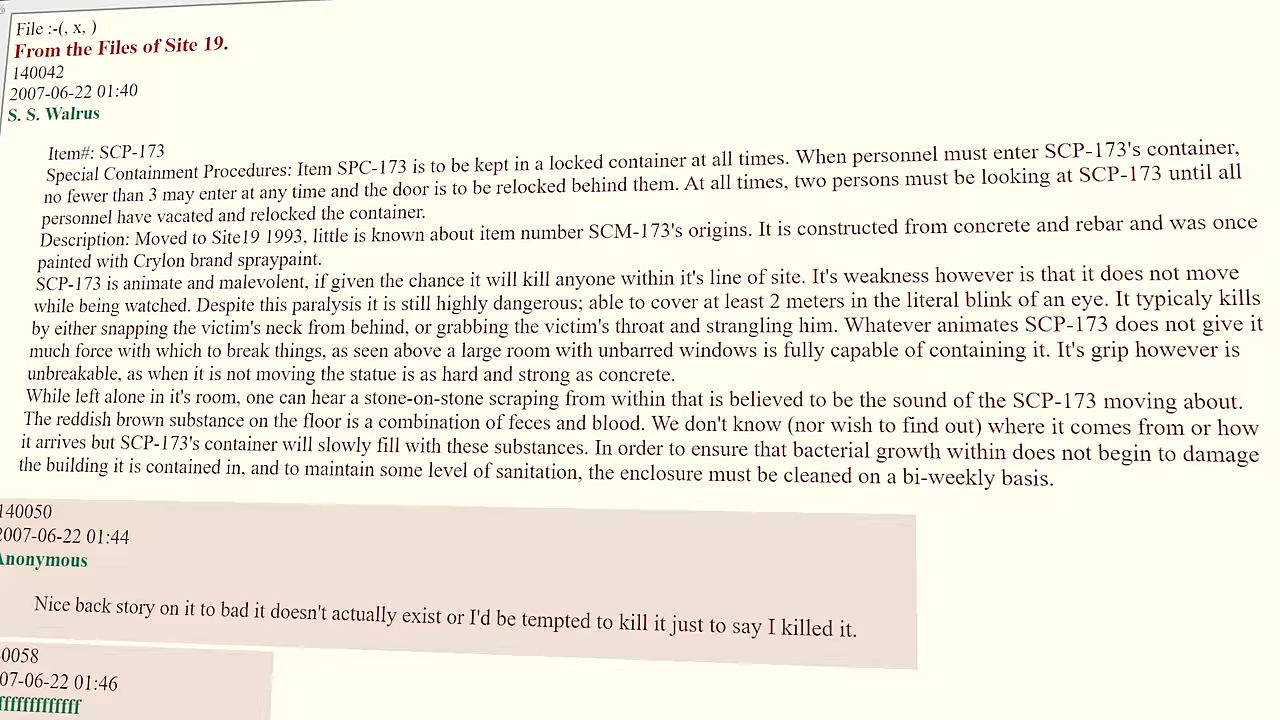 File :-(, x, )
From the Files of Site 19.
140042
2007-06-22 01:40
S. S. Walrus
Item#: SCP-173
Special Containment Procedures: Item SPC-173 is to be kept in a locked container at all times. When personnel must enter SCP-173's container,
no fewer than 3 may enter at any time and the door is to be relocked behind them. At all times, two persons must be looking at SCP-173 until all
personnel have vacated and relocked the container.
Description: Moved to Site19 1993, little is known about item number SCM-173's origins. It is constructed from concrete and rebar and was once
painted with Crylon brand spraypaint.
SCP-173 is animate and malevolent, if given the chance it will kill anyone within it's line of site. It's weakness however is that it does not move
while being watched. Despite this paralysis it is still highly dangerous; able to cover at least 2 meters in the literal blink of an eye. It typicaly kills
by either snapping the victim's neck from behind, or grabbing the victim's throat and strangling him. Whatever animates SCP-173 does not give it
much force with which to break things, as seen above a large room with unbarred windows is fully capable of containing it. It's grip however is
unbreakable, as when it is not moving the statue is as hard and strong as concrete.
While left alone in it's room, one can hear a stone-on-stone scraping from within that is believed to be the sound of the SCP-173 moving about.
The reddish brown substance on the floor is a combination of feces and blood. We don't know (nor wish to find out) where it comes from or how
it arrives but SCP-173's container will slowly fill with these substances. In order to ensure that bacterial growth within does not begin to damage
the building it is contained in, and to maintain some level of sanitation, the enclosure must be cleaned on a bi-weekly basis.
140050
2007-06-22 01:44
Anonymous
Nice back story on it to bad it doesn't actually exist or I'd be tempted to kill it just to say I killed it.
0058
07-06-22 01:46